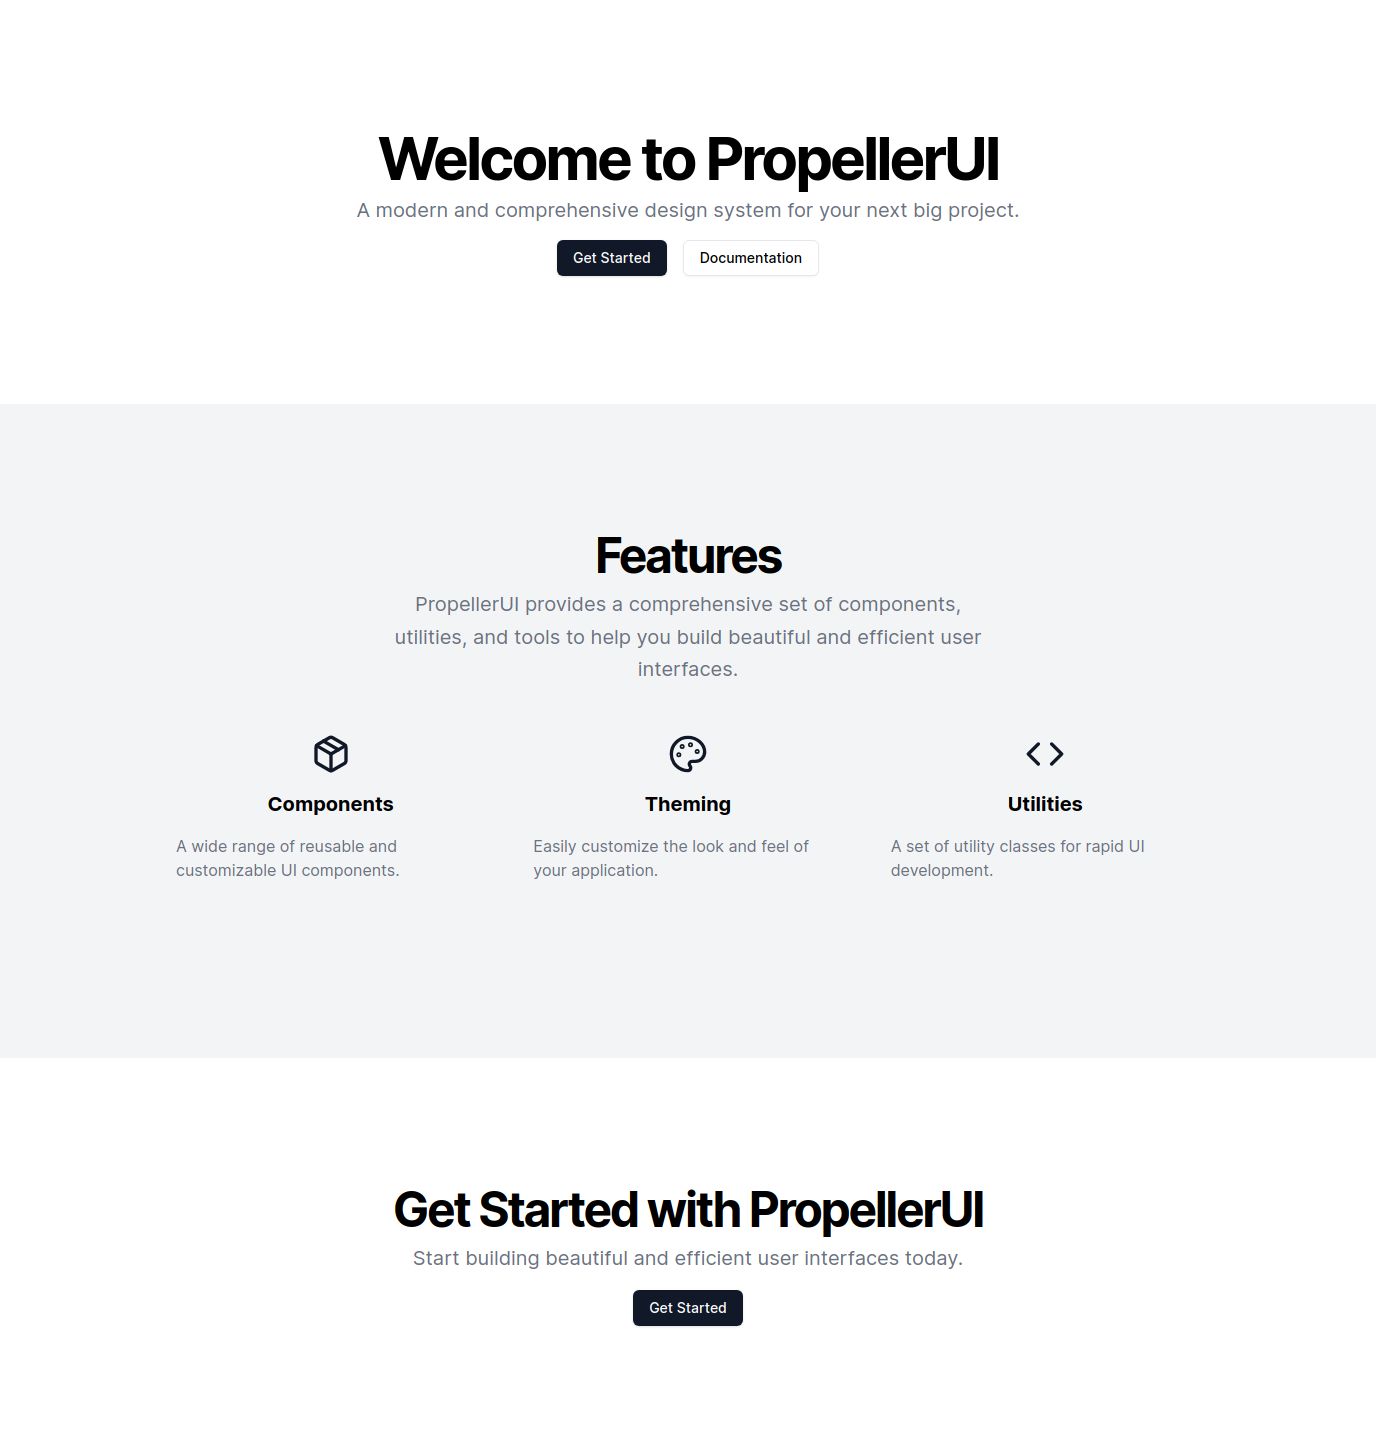 Welcome to PropellerUI
A modern and comprehensive design system for your next big project.
Get Started
Documentation
Features
PropellerUI provides a comprehensive set of components,
utilities, and tools to help you build beautiful and efficient user
interfaces.
Components
A wide range of reusable and
customizable UI components.
Theming
Easily customize the look and feel of
your application.
Utilities
A set of utility classes for rapid UI
development.
Get Started with PropellerUI
Start building beautiful and efficient user interfaces today.
Get Started